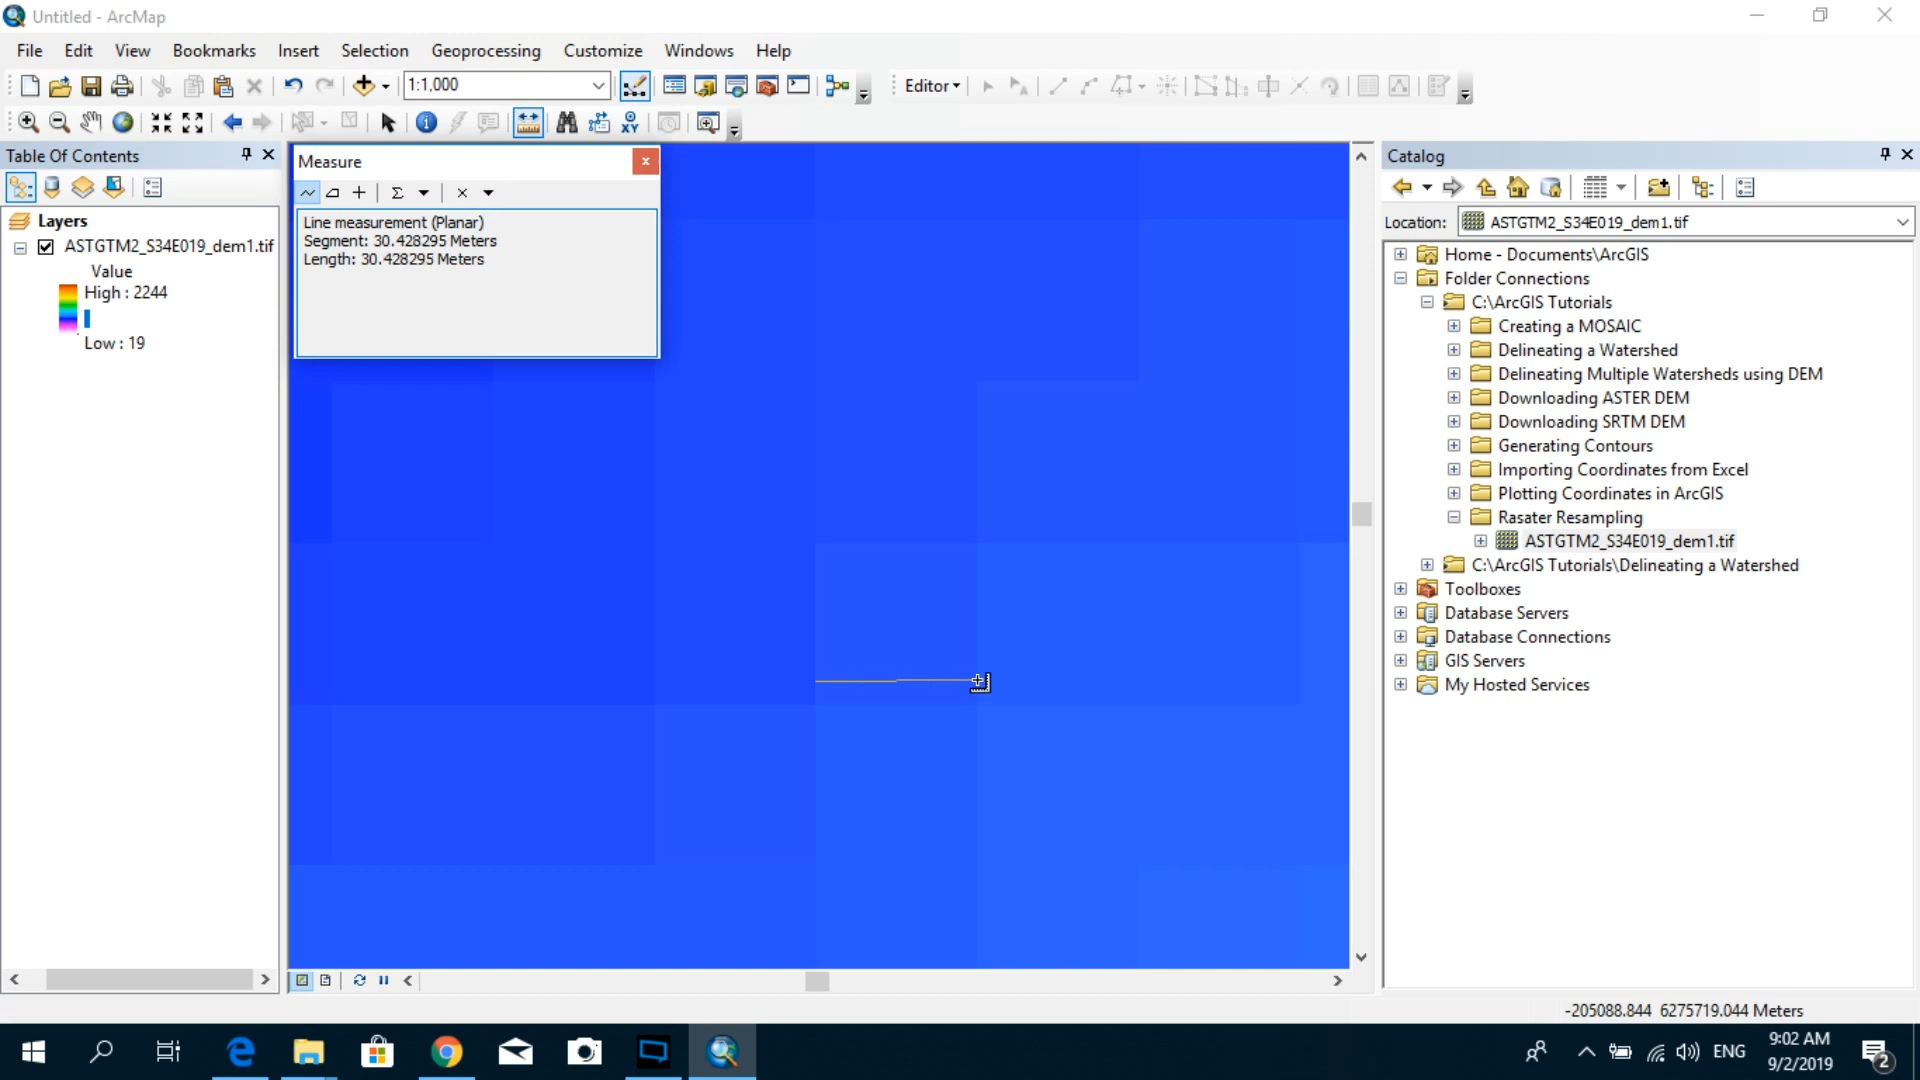 Untitled - ArcMap
File Edit View Bookmarks Insert Selection Geoprocessing Customize Windows Help
1:1,000
Editor
XY
Table Of Contents
Layers
ASTGTM2_S34E019_dem1.tif
Value
High : 2244
Low : 19
Measure
Line measurement (Planar)
Segment: 30.428295 Meters
Length: 30.428295 Meters
Catalog
Location: ASTGTM2_S34E019_dem1.tif
Home - Documents\ArcGIS
Folder Connections
C:\ArcGIS Tutorials
Creating a MOSAIC
Delineating a Watershed
Delineating Multiple Watersheds using DEM
Downloading ASTER DEM
Downloading SRTM DEM
Generating Contours
Importing Coordinates from Excel
Plotting Coordinates in ArcGIS
Rasater Resampling
ASTGTM2_S34E019_dem1.tif
C:\ArcGIS Tutorials\Delineating a Watershed
Toolboxes
Database Servers
Database Connections
GIS Servers
My Hosted Services
-205088.844 6275719.044 Meters
ENG
9:02 AM
9/2/2019
2